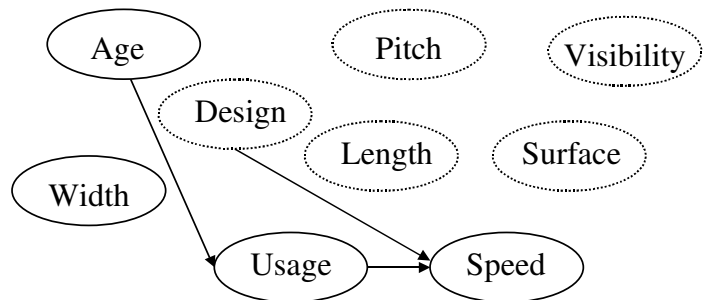 Age
Pitch
Visibility
Design
Length
Surface
Width
Usage
Speed